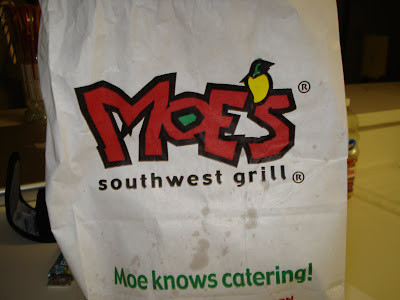 MOE'S®
southwest grill®
Moe knows catering!